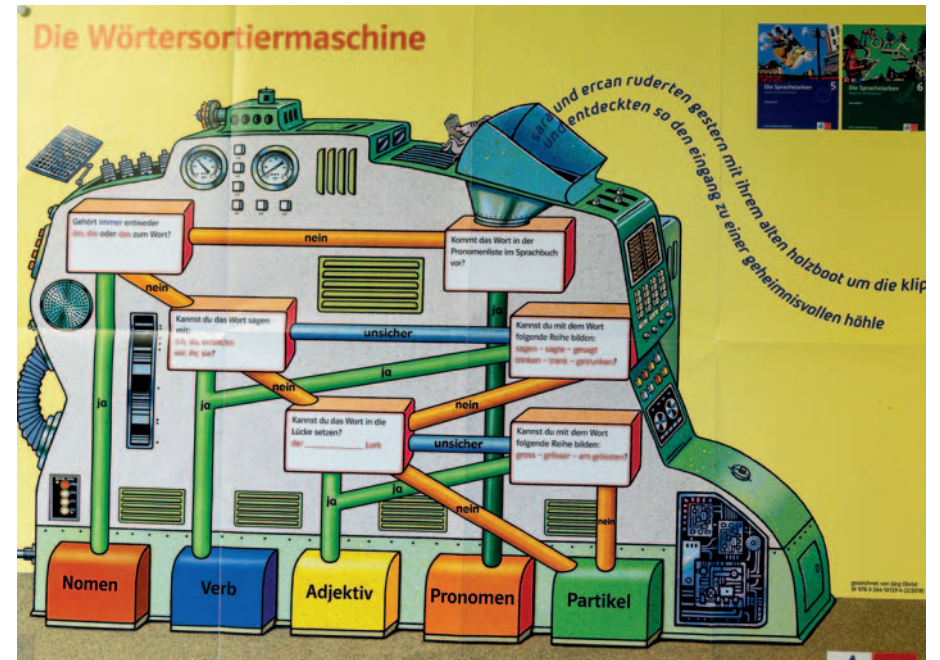 Die Wörtersortiermaschine
Die Sprachstarken 5
Die Sprachstarken 6
sara und ercan ruderten gestern mit ihrem alten holzboot um die klip
und entdeckten so den eingang zu einer geheimnisvollen höhle
Gehört immer entweder
der, die oder das zum Wort?
nein
Kommt das Wort in der
Pronomenliste im Sprachbuch
vor?
nein
Kannst du das Wort sagen
mit:
ich, du, er/sie/es
wir, ihr, sie?
unsicher
ja
Kannst du mit dem Wort
folgende Reihe bilden:
sagen – sagte – gesagt
trinken – trank – getrunken?
ja
ja
ja
nein
nein
Kannst du das Wort in die
Lücke setzen?
der ____________ kurs
unsicher
Kannst du mit dem Wort
folgende Reihe bilden:
gross – grösser – am grössten?
ja
ja
nein
nein
Nomen
Verb
Adjektiv
Pronomen
Partikel
gezeichnet von Jürg Obrist